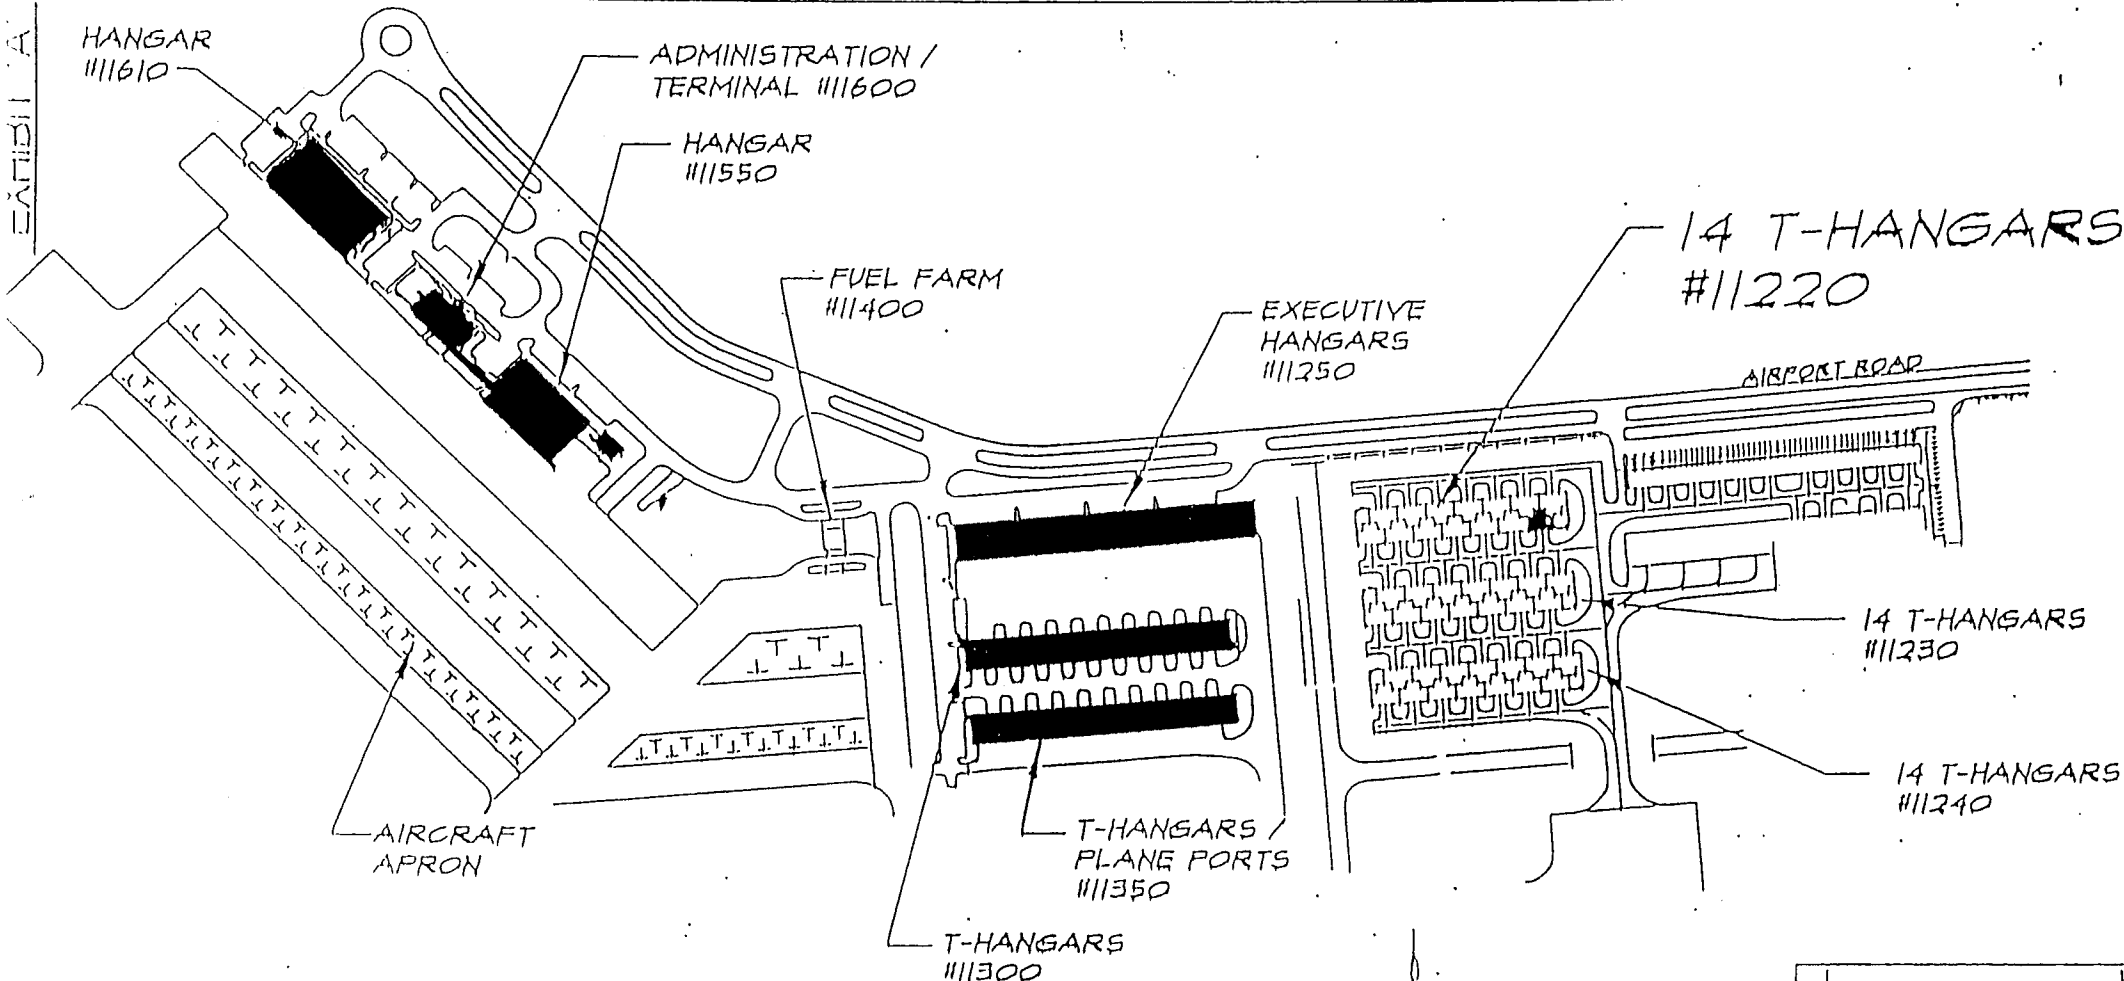 EXHIBIT A
HANGAR
#11610
ADMINISTRATION /
TERMINAL #11600
HANGAR
#11550
FUEL FARM
#11400
EXECUTIVE
HANGARS
#11250
14 T-HANGARS
#11220
AIRPORT ROAD
14 T-HANGARS
#11230
14 T-HANGARS
#11240
AIRCRAFT
APRON
T-HANGARS /
PLANE PORTS
#11350
T-HANGARS
#11300